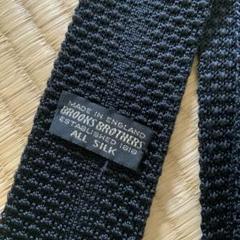 MADE IN ENGLAND
BROOKS BROTHERS
ESTABLISHED 1818
ALL SILK